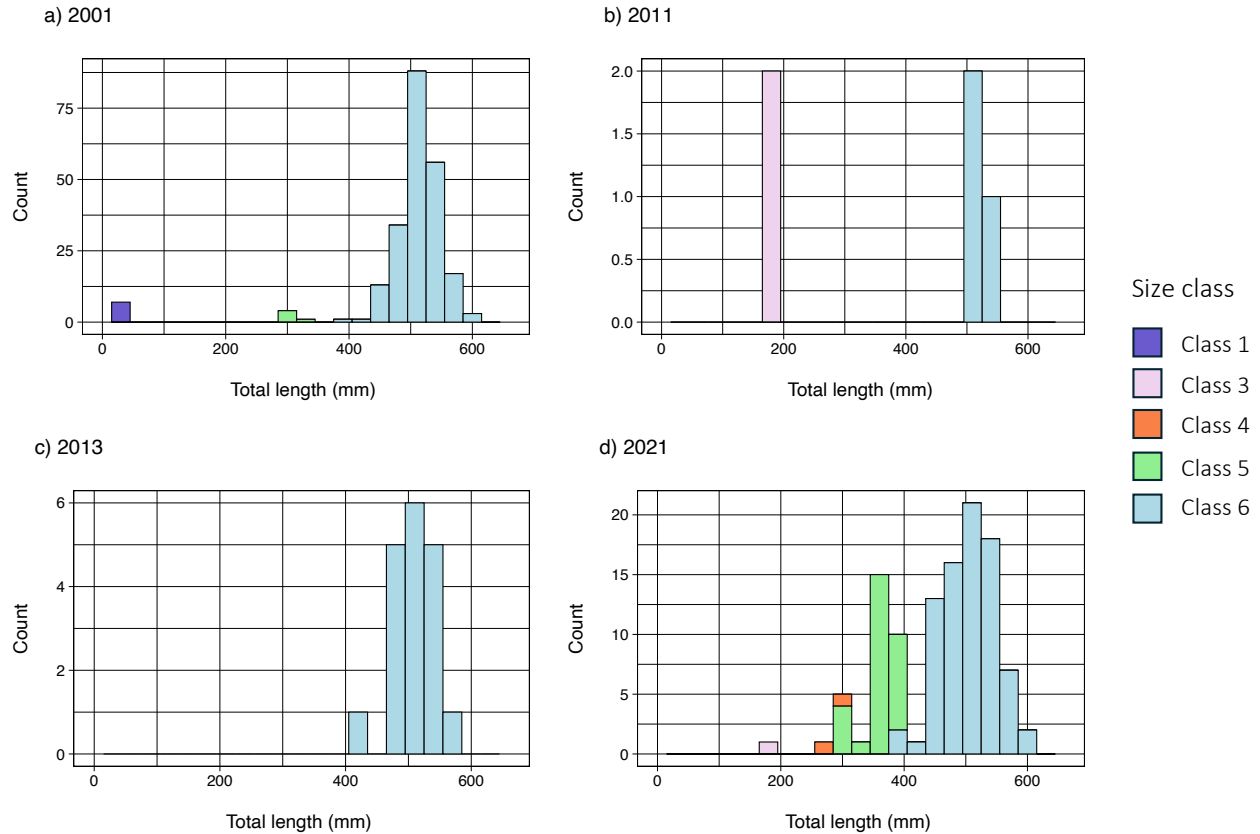 a) 2001
Count
75
50
25
0
0 200 400 600
Total length (mm)
b) 2011
Count
2.0
1.5
1.0
0.5
0.0
0 200 400 600
Total length (mm)
c) 2013
Count
6
4
2
0
0 200 400 600
Total length (mm)
d) 2021
Count
20
15
10
5
0
0 200 400 600
Total length (mm)
Size class
Class 1
Class 3
Class 4
Class 5
Class 6